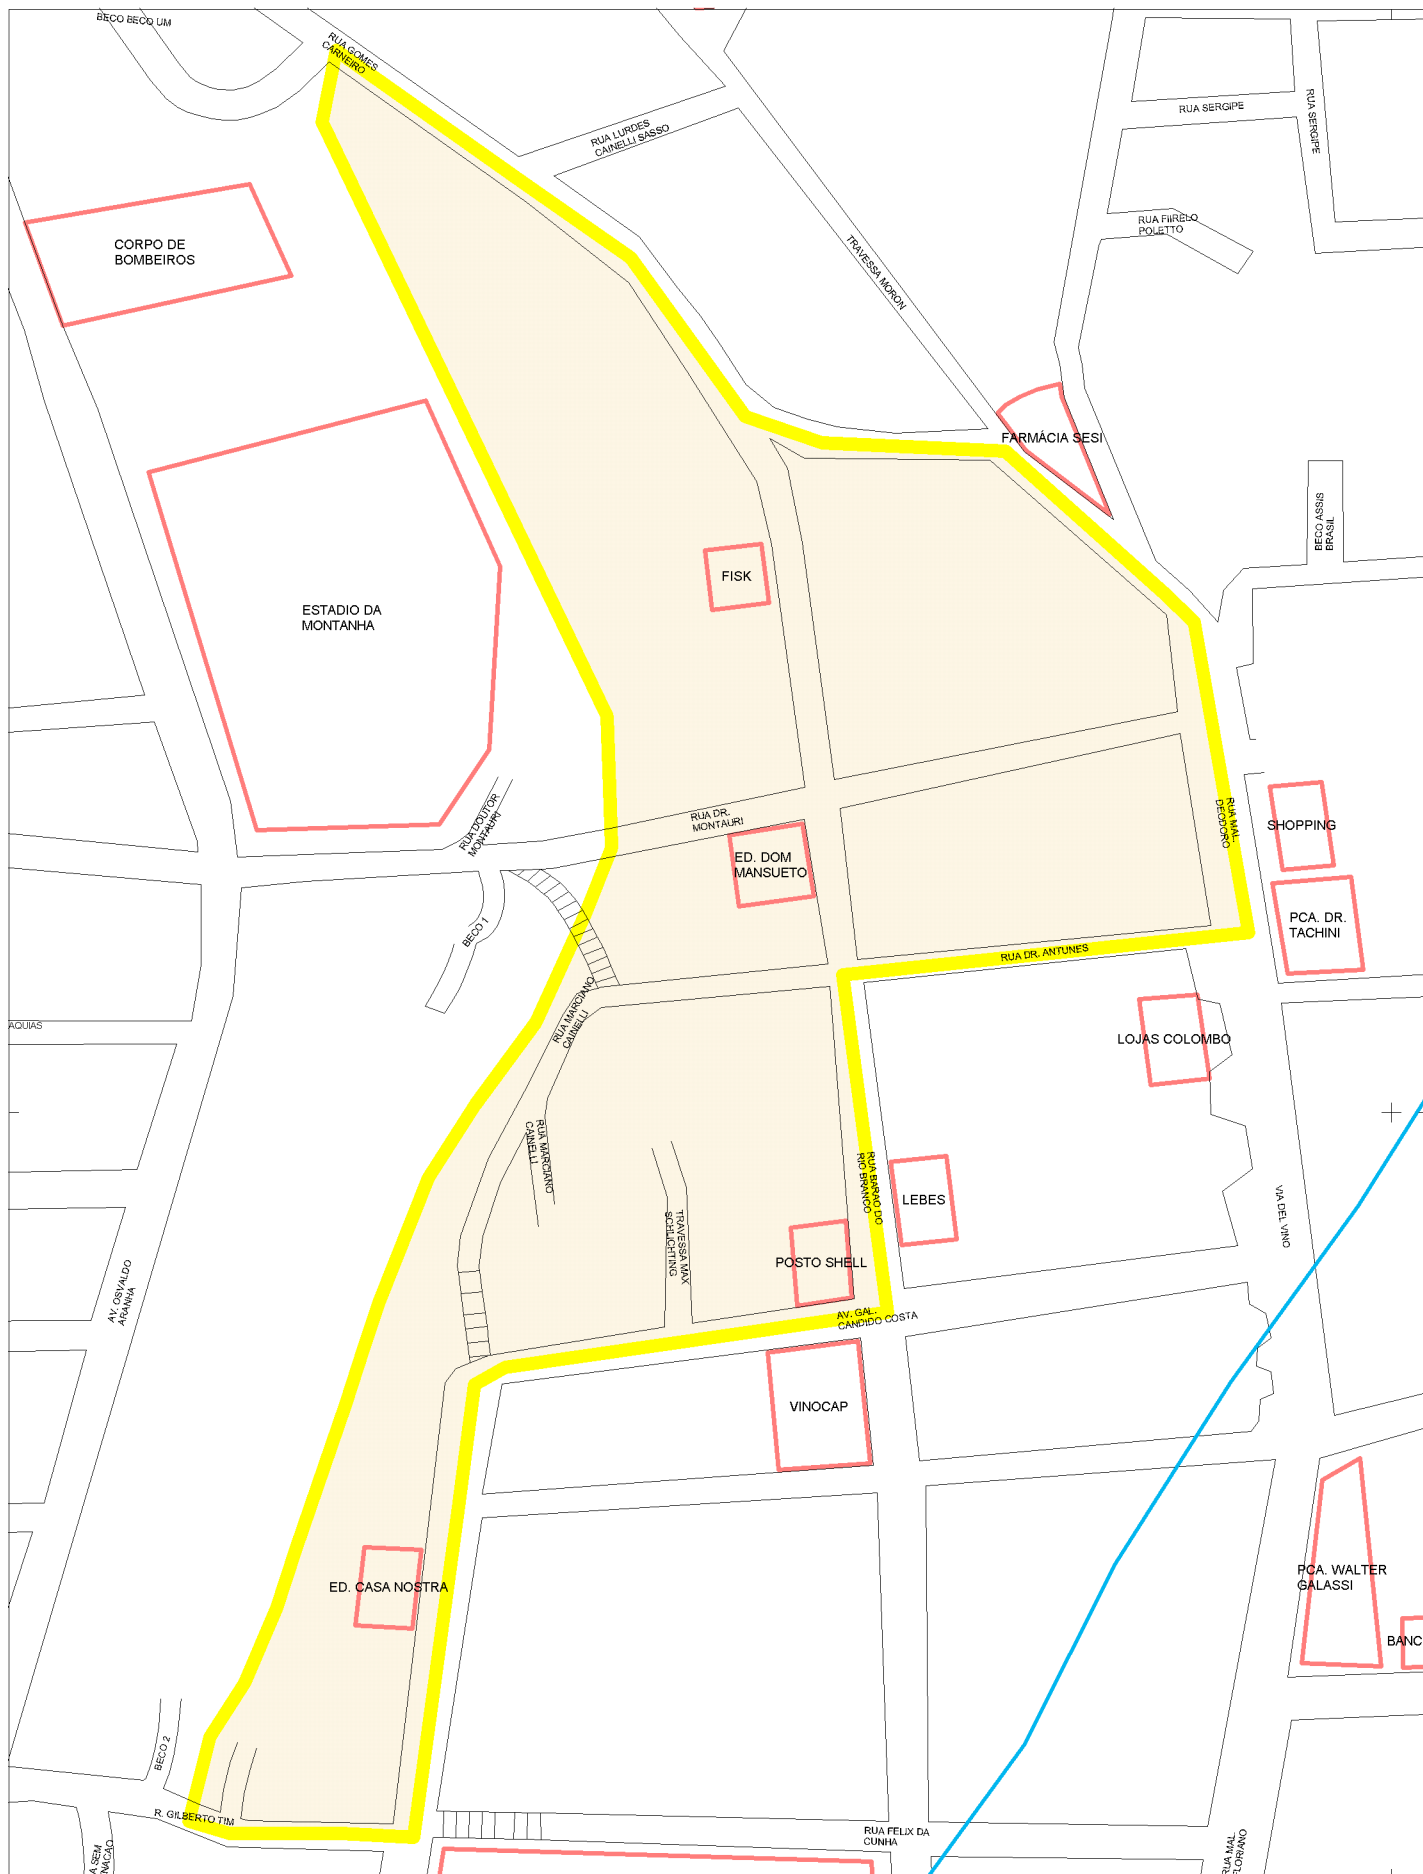 BECO BECO UM
RUA GOMES
CARNEIRO
RUA LURDES
CAINELLI SASSO
RUA SERGIPE
RUA SERGIPE
RUA FIIRELO
POLETTO
CORPO DE
BOMBEIROS
TRAVESSA MORON
FARMÁCIA SESI
BECO ASSIS
BRASIL
FISK
ESTADIO DA
MONTANHA
RUA DOUTOR
MONTAURI
RUA DR.
MONTAURI
RUA MAL.
DEODORO
SHOPPING
ED. DOM
MANSUETO
PCA. DR.
TACHINI
BECO 1
RUA DR. ANTUNES
RUA MARCIANO
CAINELLI
AQUIAS
LOJAS COLOMBO
RUA MARCIANO
CAINELLI
RUA BARAO DO
RIO BRANCO
LEBES
VIA DEL VINO
TRAVESSA MAX
SCHLICHTING
POSTO SHELL
AV. OSVALDO
ARANHA
AV. GAL.
CANDIDO COSTA
VINOCAP
ED. CASA NOSTRA
PCA. WALTER
GALASSI
BANC
BECO 2
R. GILBERTO TIM
RUA FELIX DA
CUNHA
A SEM
NACAO
RUA MAL.
FLORIANO